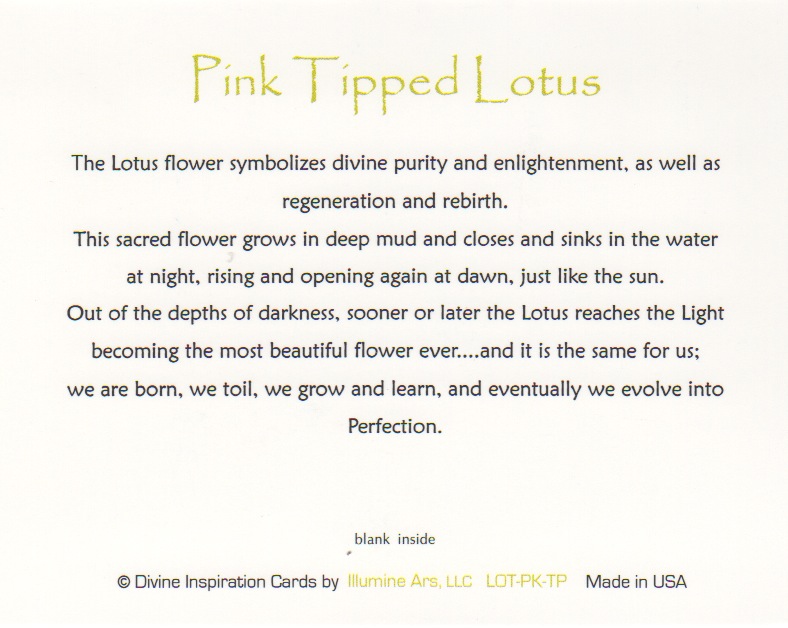 Pink Tipped Lotus
The Lotus flower symbolizes divine purity and enlightenment, as well as
regeneration and rebirth.
This sacred flower grows in deep mud and closes and sinks in the water
at night, rising and opening again at dawn, just like the sun.
Out of the depths of darkness, sooner or later the Lotus reaches the Light
becoming the most beautiful flower ever....and it is the same for us;
we are born, we toil, we grow and learn, and eventually we evolve into
Perfection.
blank inside
© Divine Inspiration Cards by Illumine Ars, LLC LOT-PK-TP Made in USA